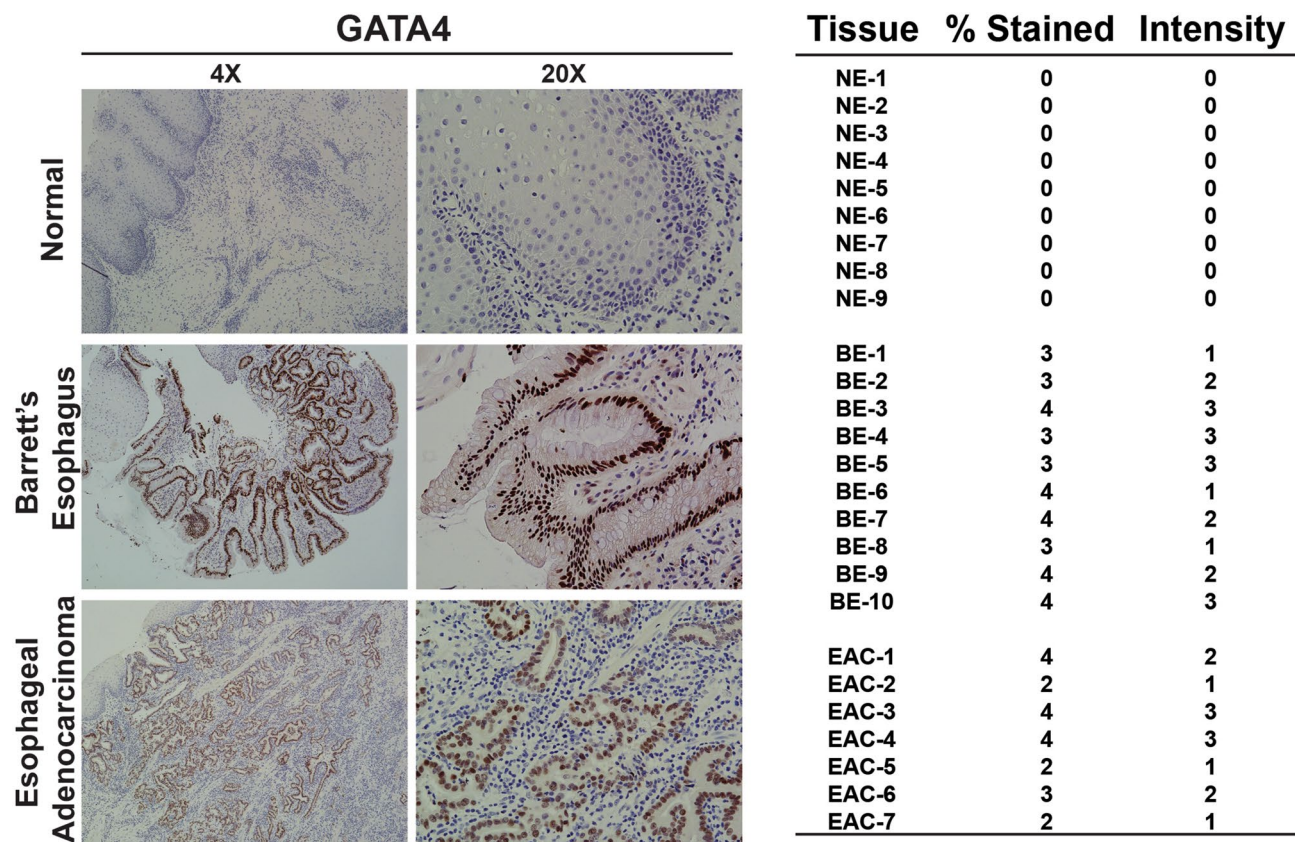 GATA4
4X 20X
Normal
Barrett's
Esophagus
Esophageal
Adenocarcinoma
Tissue % Stained Intensity
NE-1 0 0
NE-2 0 0
NE-3 0 0
NE-4 0 0
NE-5 0 0
NE-6 0 0
NE-7 0 0
NE-8 0 0
NE-9 0 0
BE-1 3 1
BE-2 3 2
BE-3 4 3
BE-4 3 3
BE-5 3 3
BE-6 4 1
BE-7 4 2
BE-8 3 1
BE-9 4 2
BE-10 4 3
EAC-1 4 2
EAC-2 2 1
EAC-3 4 3
EAC-4 4 3
EAC-5 2 1
EAC-6 3 2
EAC-7 2 1